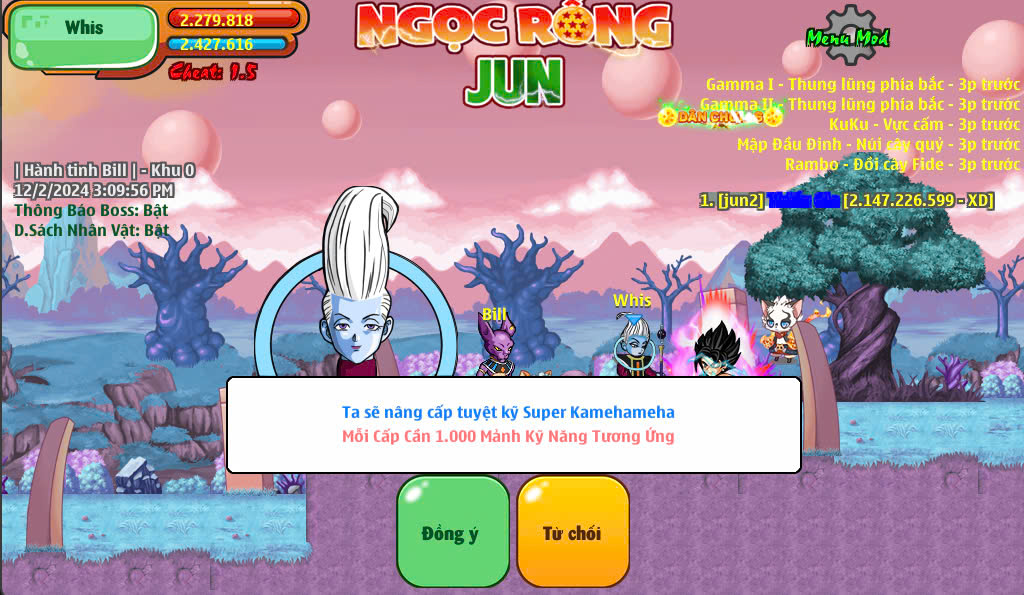 Whis
2.279.818
2.427.616
Cheat: 1.5
NGỌC RỒNG
JUN
Menu Mod
Gamma I - Thung lũng phía bắc - 3p trước
Gamma II - Thung lũng phía bắc - 3p trước
KuKu - Vực cấm - 3p trước
Mập Đầu Đinh - Núi cây quỷ - 3p trước
Rambo - Đồi cây Fide - 3p trước
| Hành tinh Bill | - Khu 0
12/2/2024 3:09:56 PM
Thông Báo Boss: Bật
D.Sách Nhân Vật: Bật
1. [jun2] [2.147.226.599 - XD]
Bill
Whis
Ta sẽ nâng cấp tuyệt kỹ Super Kamehameha
Mỗi Cấp Cần 1.000 Mảnh Kỹ Năng Tương Ứng
Đồng ý
Từ chối